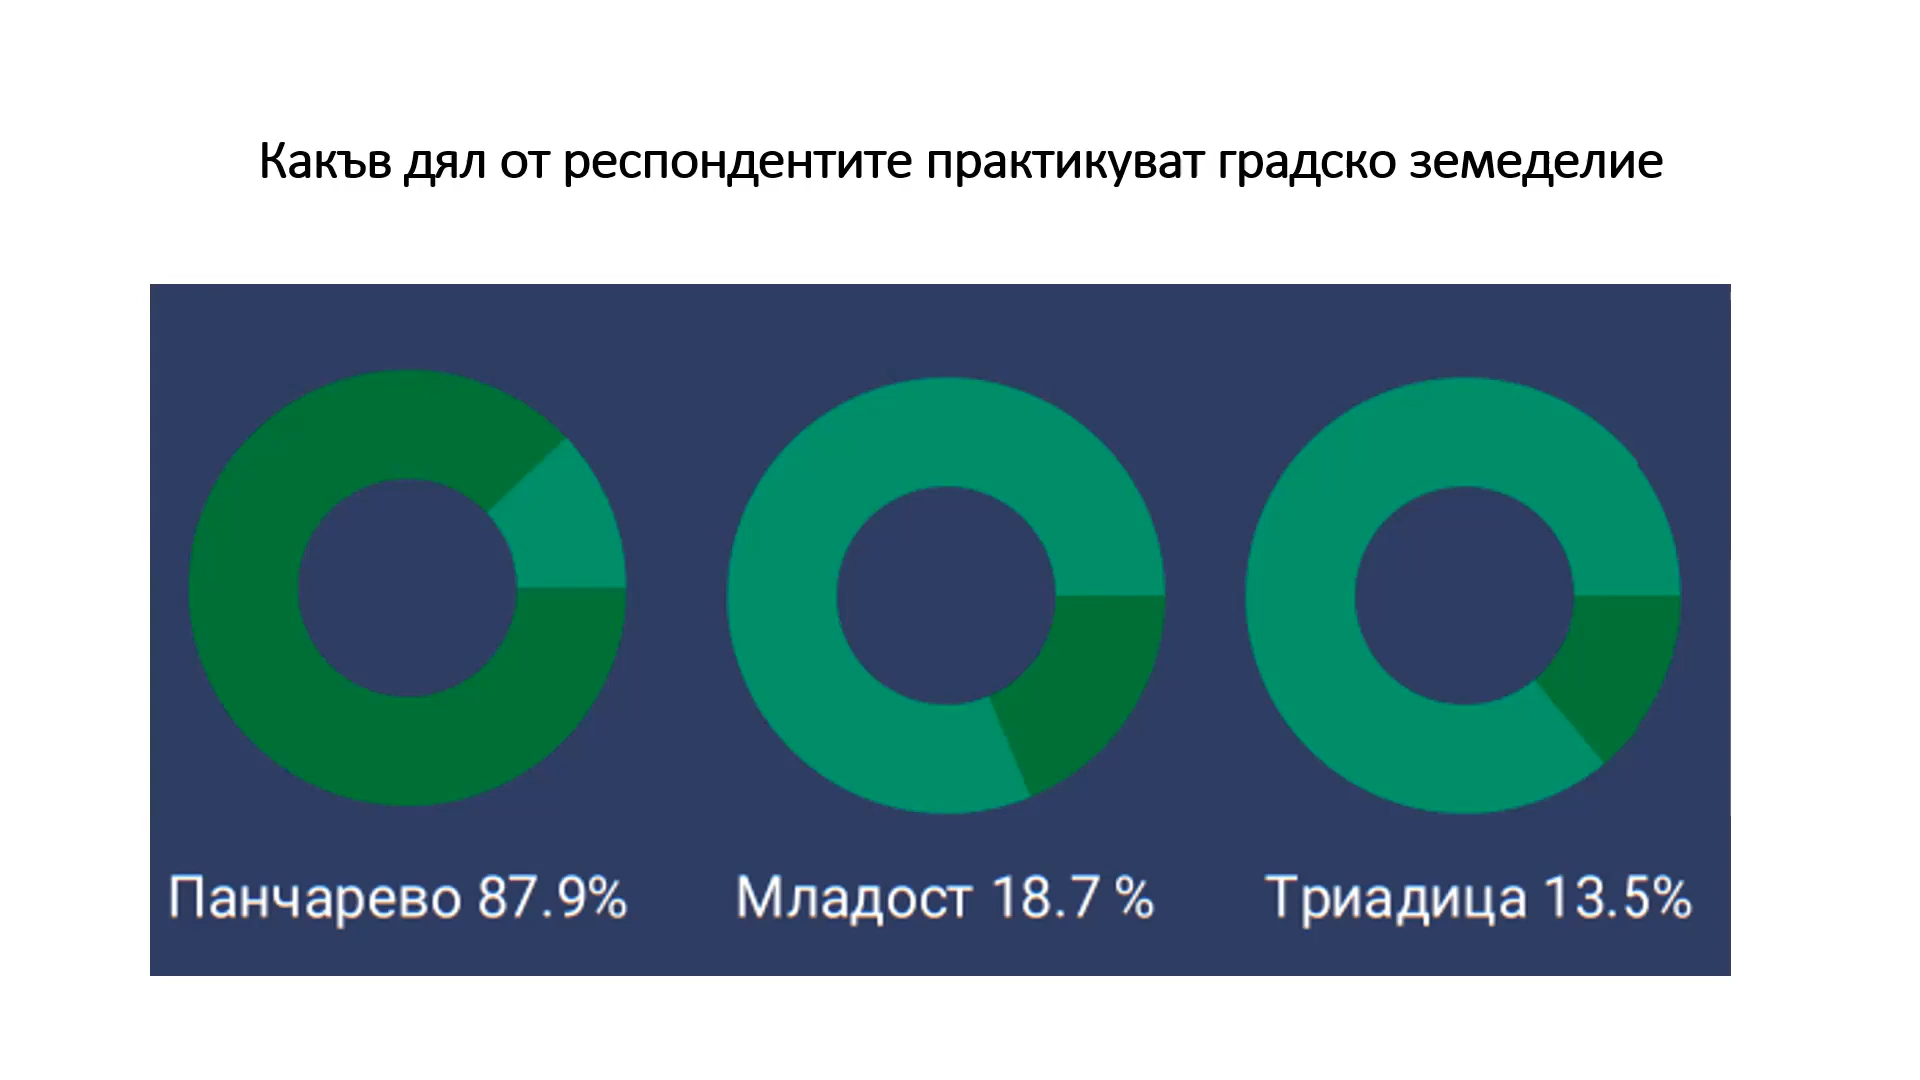 Какъв дял от респондентите практикуват градско земеделие
Панчарево 87.9%
Младост 18.7 %
Триадица 13.5%